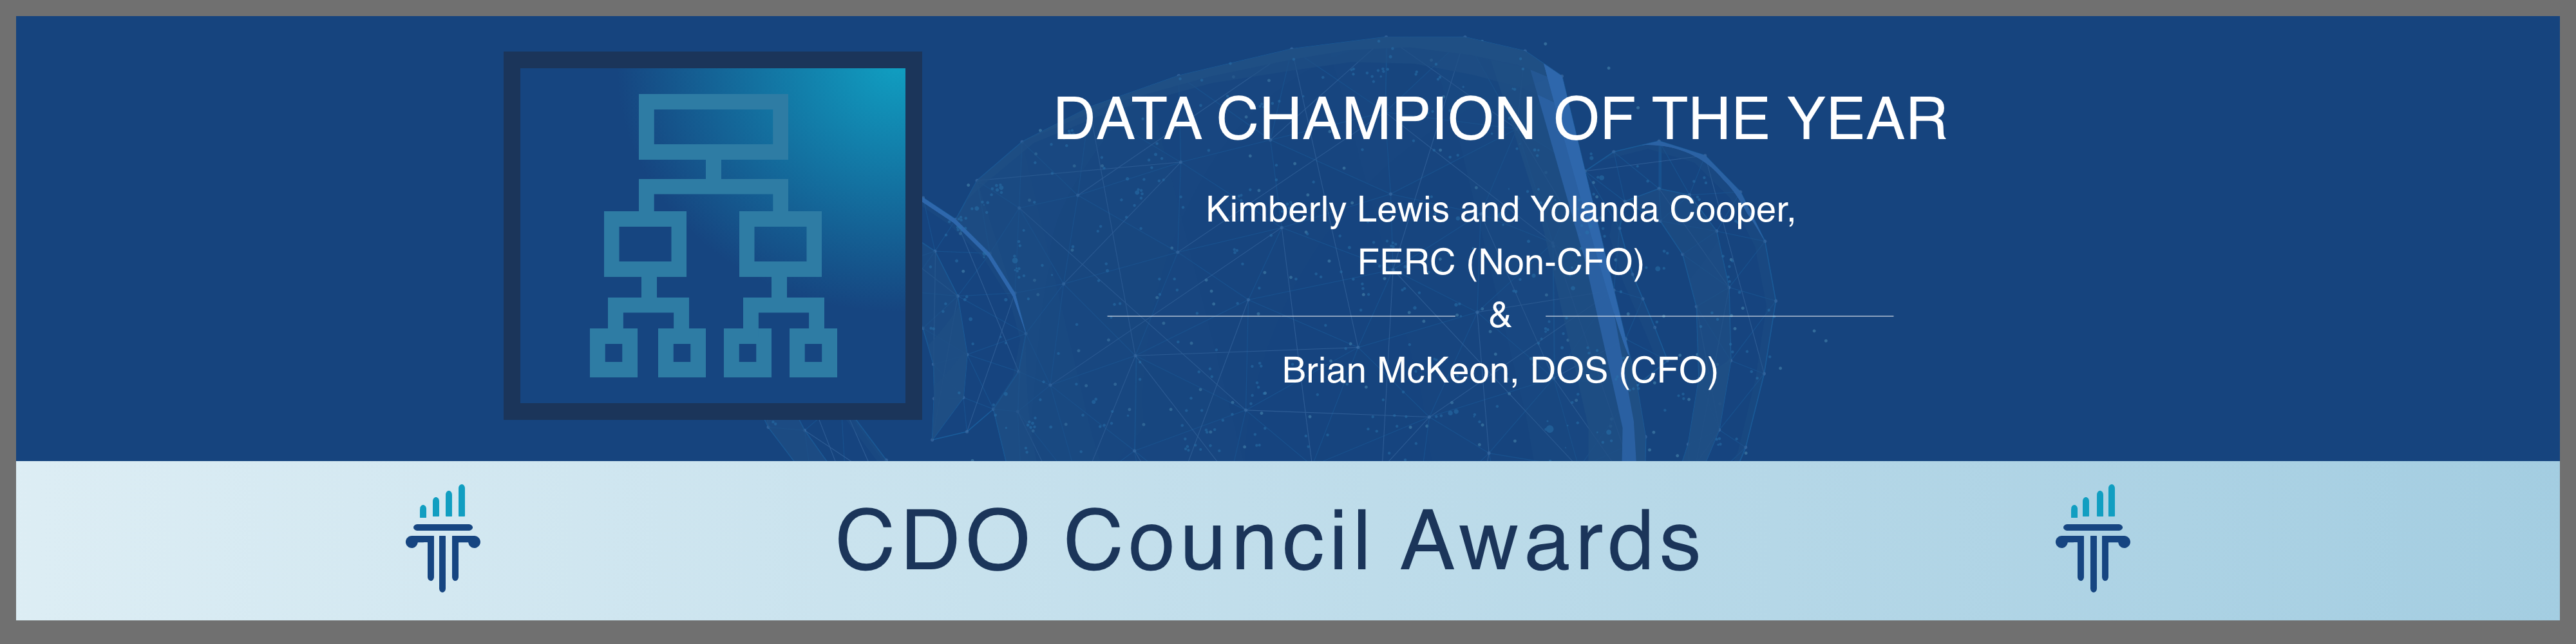 DATA CHAMPION OF THE YEAR
Kimberly Lewis and Yolanda Cooper,
FERC (Non-CFO)
&
Brian McKeon, DOS (CFO)
CDO Council Awards